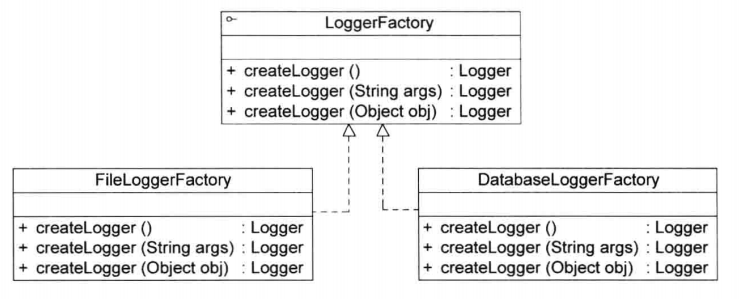 LoggerFactory
+ createLogger () : Logger
+ createLogger (String args) : Logger
+ createLogger (Object obj) : Logger
FileLoggerFactory
+ createLogger () : Logger
+ createLogger (String args) : Logger
+ createLogger (Object obj) : Logger
DatabaseLoggerFactory
+ createLogger () : Logger
+ createLogger (String args) : Logger
+ createLogger (Object obj) : Logger